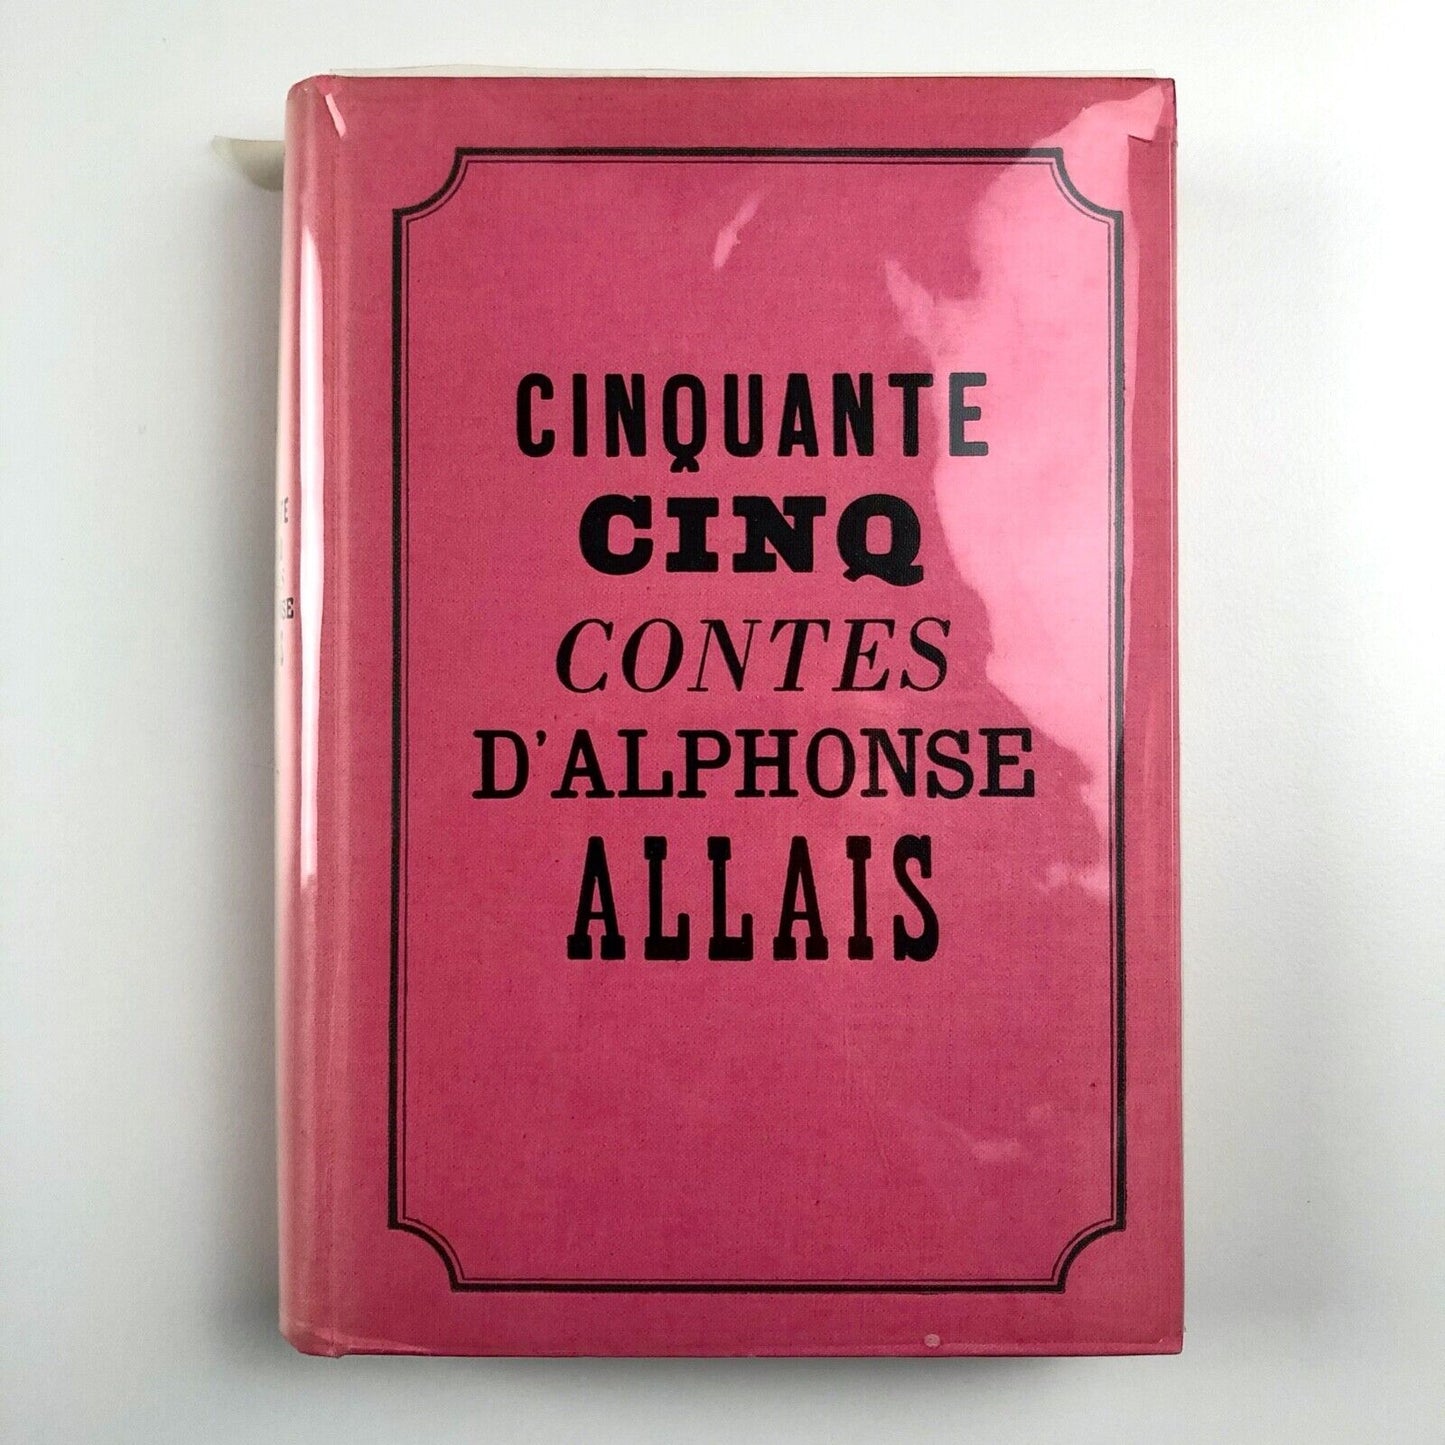 CINQUANTE
CINQ
CONTES
D'ALPHONSE
ALLAIS